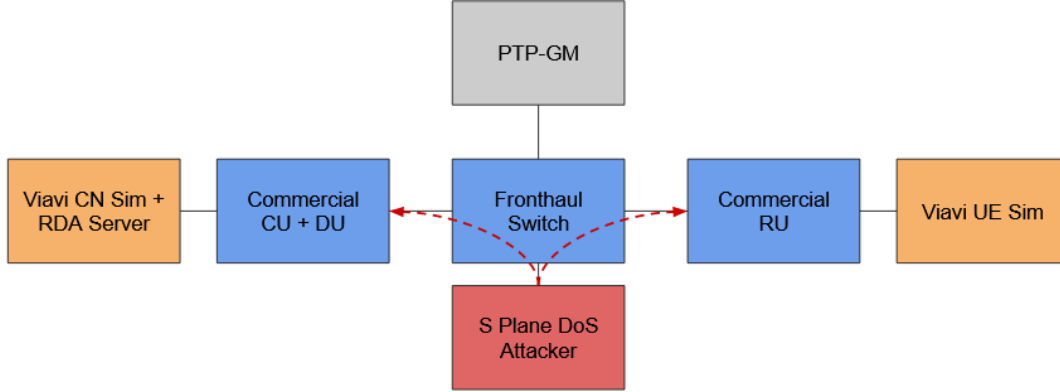 PTP-GM
Viavi CN Sim +
RDA Server
Commercial
CU + DU
Fronthaul
Switch
Commercial
RU
Viavi UE Sim
S Plane DoS
Attacker